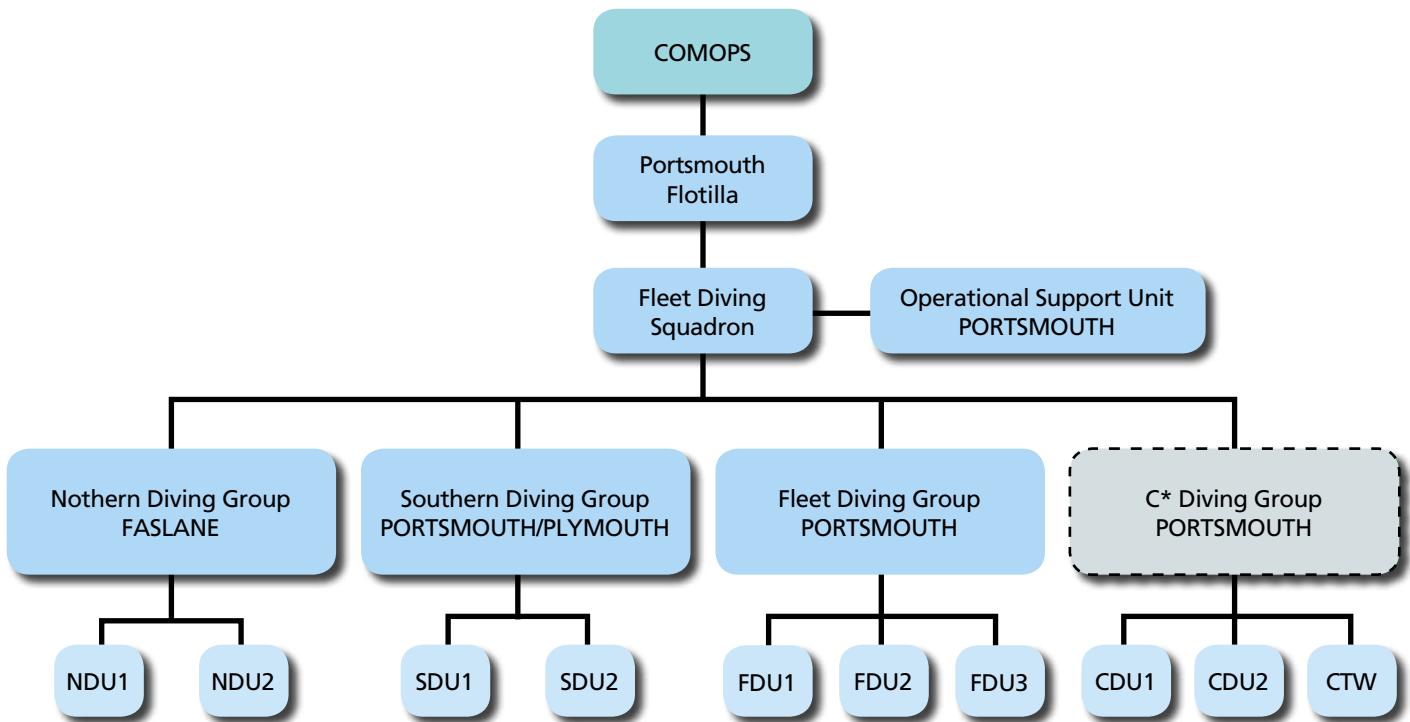 COMOPS
Portsmouth
Flotilla
Fleet Diving
Squadron
Operational Support Unit
PORTSMOUTH
Nothern Diving Group
FASLANE
Southern Diving Group
PORTSMOUTH/PLYMOUTH
Fleet Diving Group
PORTSMOUTH
C* Diving Group
PORTSMOUTH
NDU1
NDU2
SDU1
SDU2
FDU1
FDU2
FDU3
CDU1
CDU2
CTW